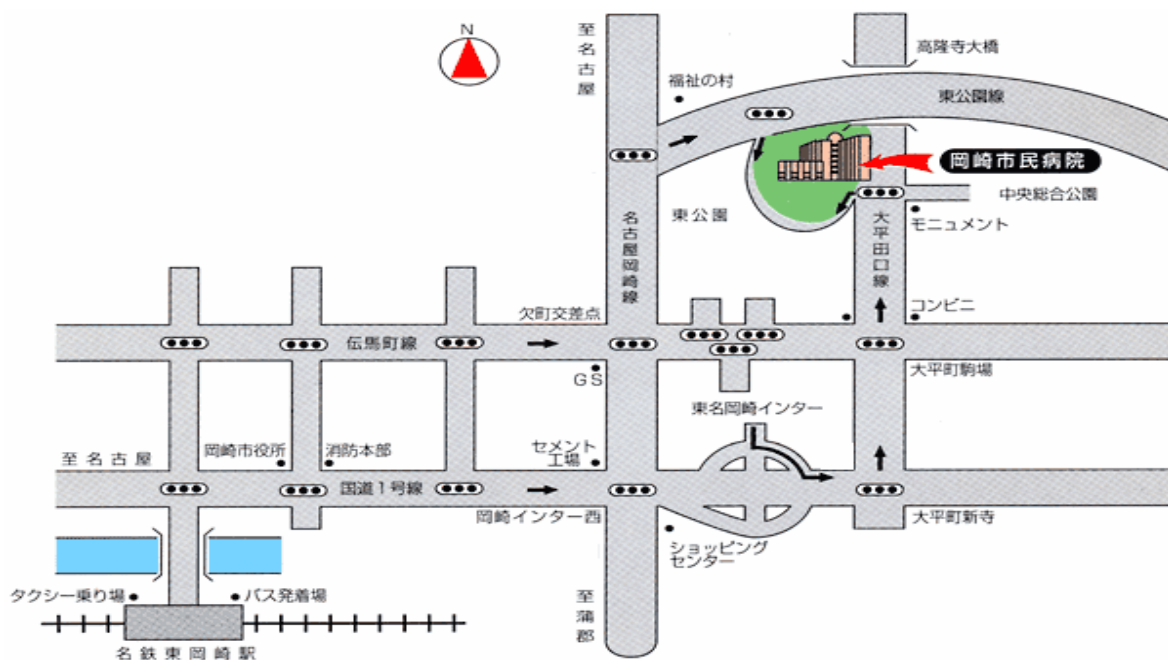 N
至名古屋
高隆寺大橋
福祉の村
東公園線
岡崎市民病院
中央総合公園
東公園
モニュメント
名古屋岡崎線
大平田口線
欠町交差点
コンビニ
伝馬町線
GS
大平町駒場
東名岡崎インター
至名古屋
岡崎市役所
消防本部
セメント
工場
国道1号線
岡崎インター西
大平町新寺
ショッピング
センター
タクシー乗り場
バス発着場
至蒲郡
名鉄東岡崎駅